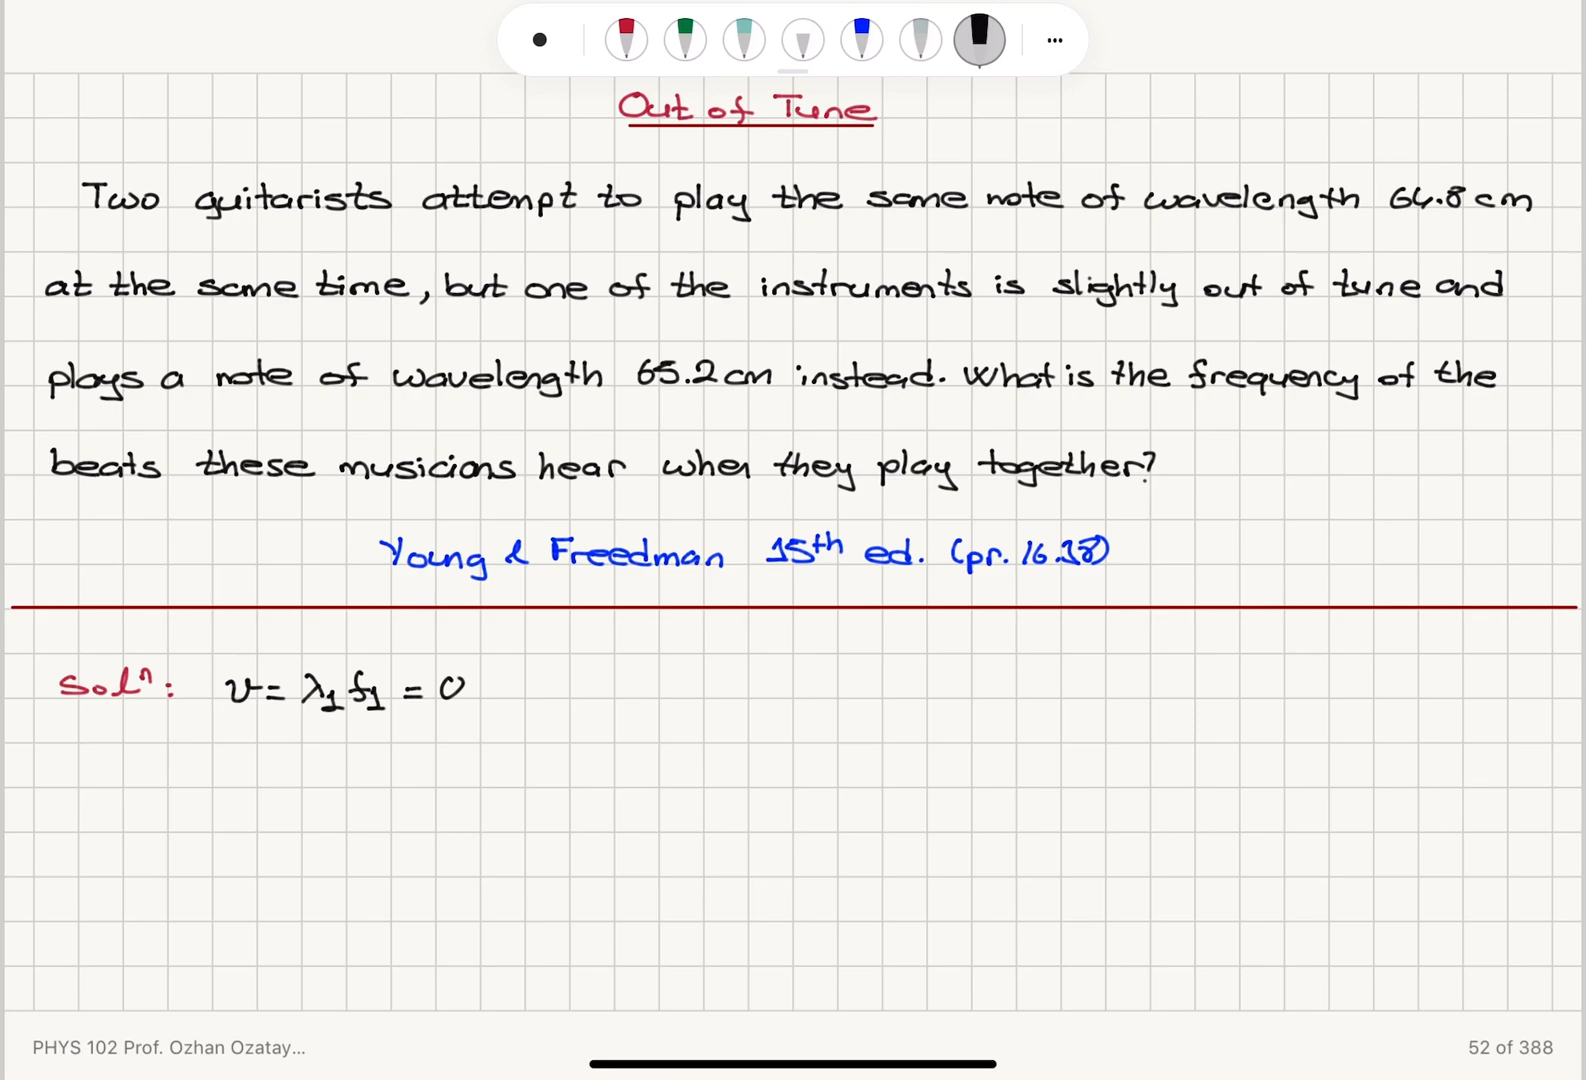 Out of Tune
Two guitarists attempt to play the same note of wavelength 64.8 cm
at the same time, but one of the instruments is slightly out of tune and
plays a note of wavelength 65.2 cm instead. What is the frequency of the
beats these musicians hear when they play together?
Young & Freedman 15th ed. (pr. 16.38)
Solⁿ: v = λ₁ f₁ = 0
PHYS 102 Prof. Ozhan Ozatay...
52 of 388